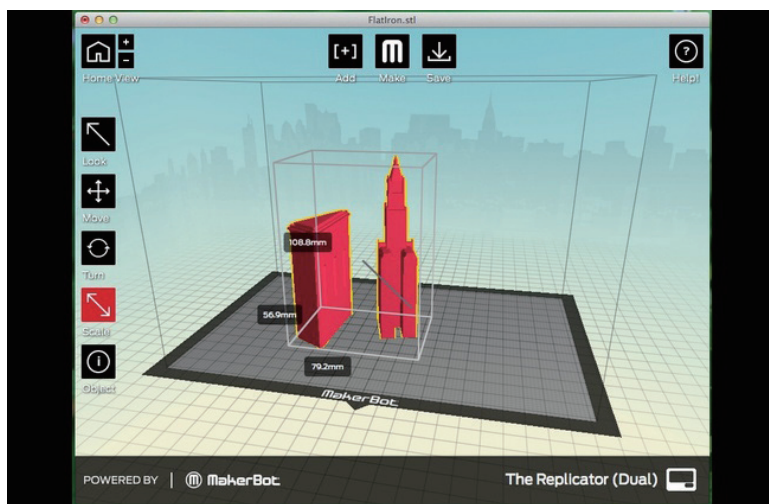 FlatIron.stl
+
-
Home View
[+]
Add
M
Make
Save
?
Help!
Look
Move
Turn
Scale
i
Object
108.8mm
56.9mm
79.2mm
MakerBot
POWERED BY | MakerBot
The Replicator (Dual)